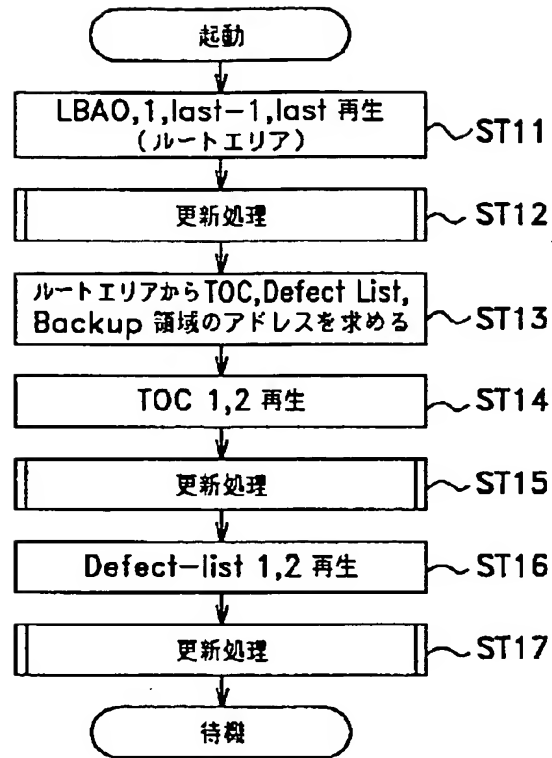 起動
LBA0,1,last-1,last 再生
(ルートエリア)
ST11
更新処理
ST12
ルートエリアからTOC,Defect List,
Backup 領域のアドレスを求める
ST13
TOC 1,2 再生
ST14
更新処理
ST15
Defect-list 1,2 再生
ST16
更新処理
ST17
待機